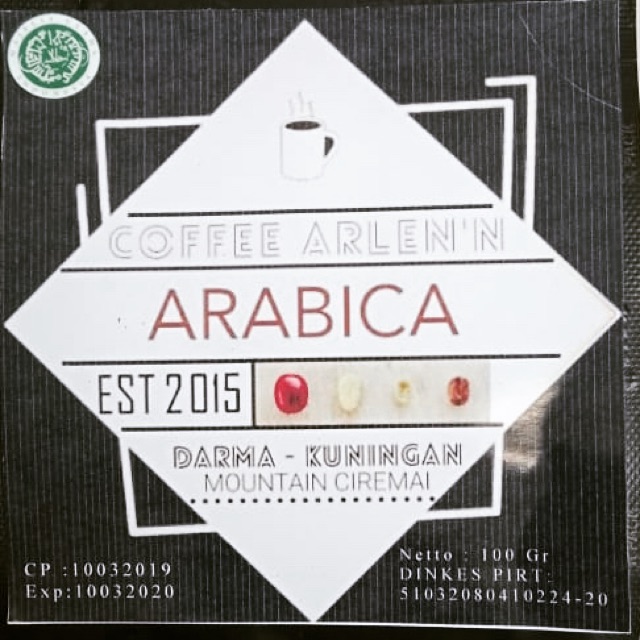 COFFEE ARLEN'N
ARABICA
EST 2015
DARMA - KUNINGAN
MOUNTAIN CIREMAI
CP :10032019
Exp:10032020
Netto : 100 Gr
DINKES PIRT:
51032080410224-20